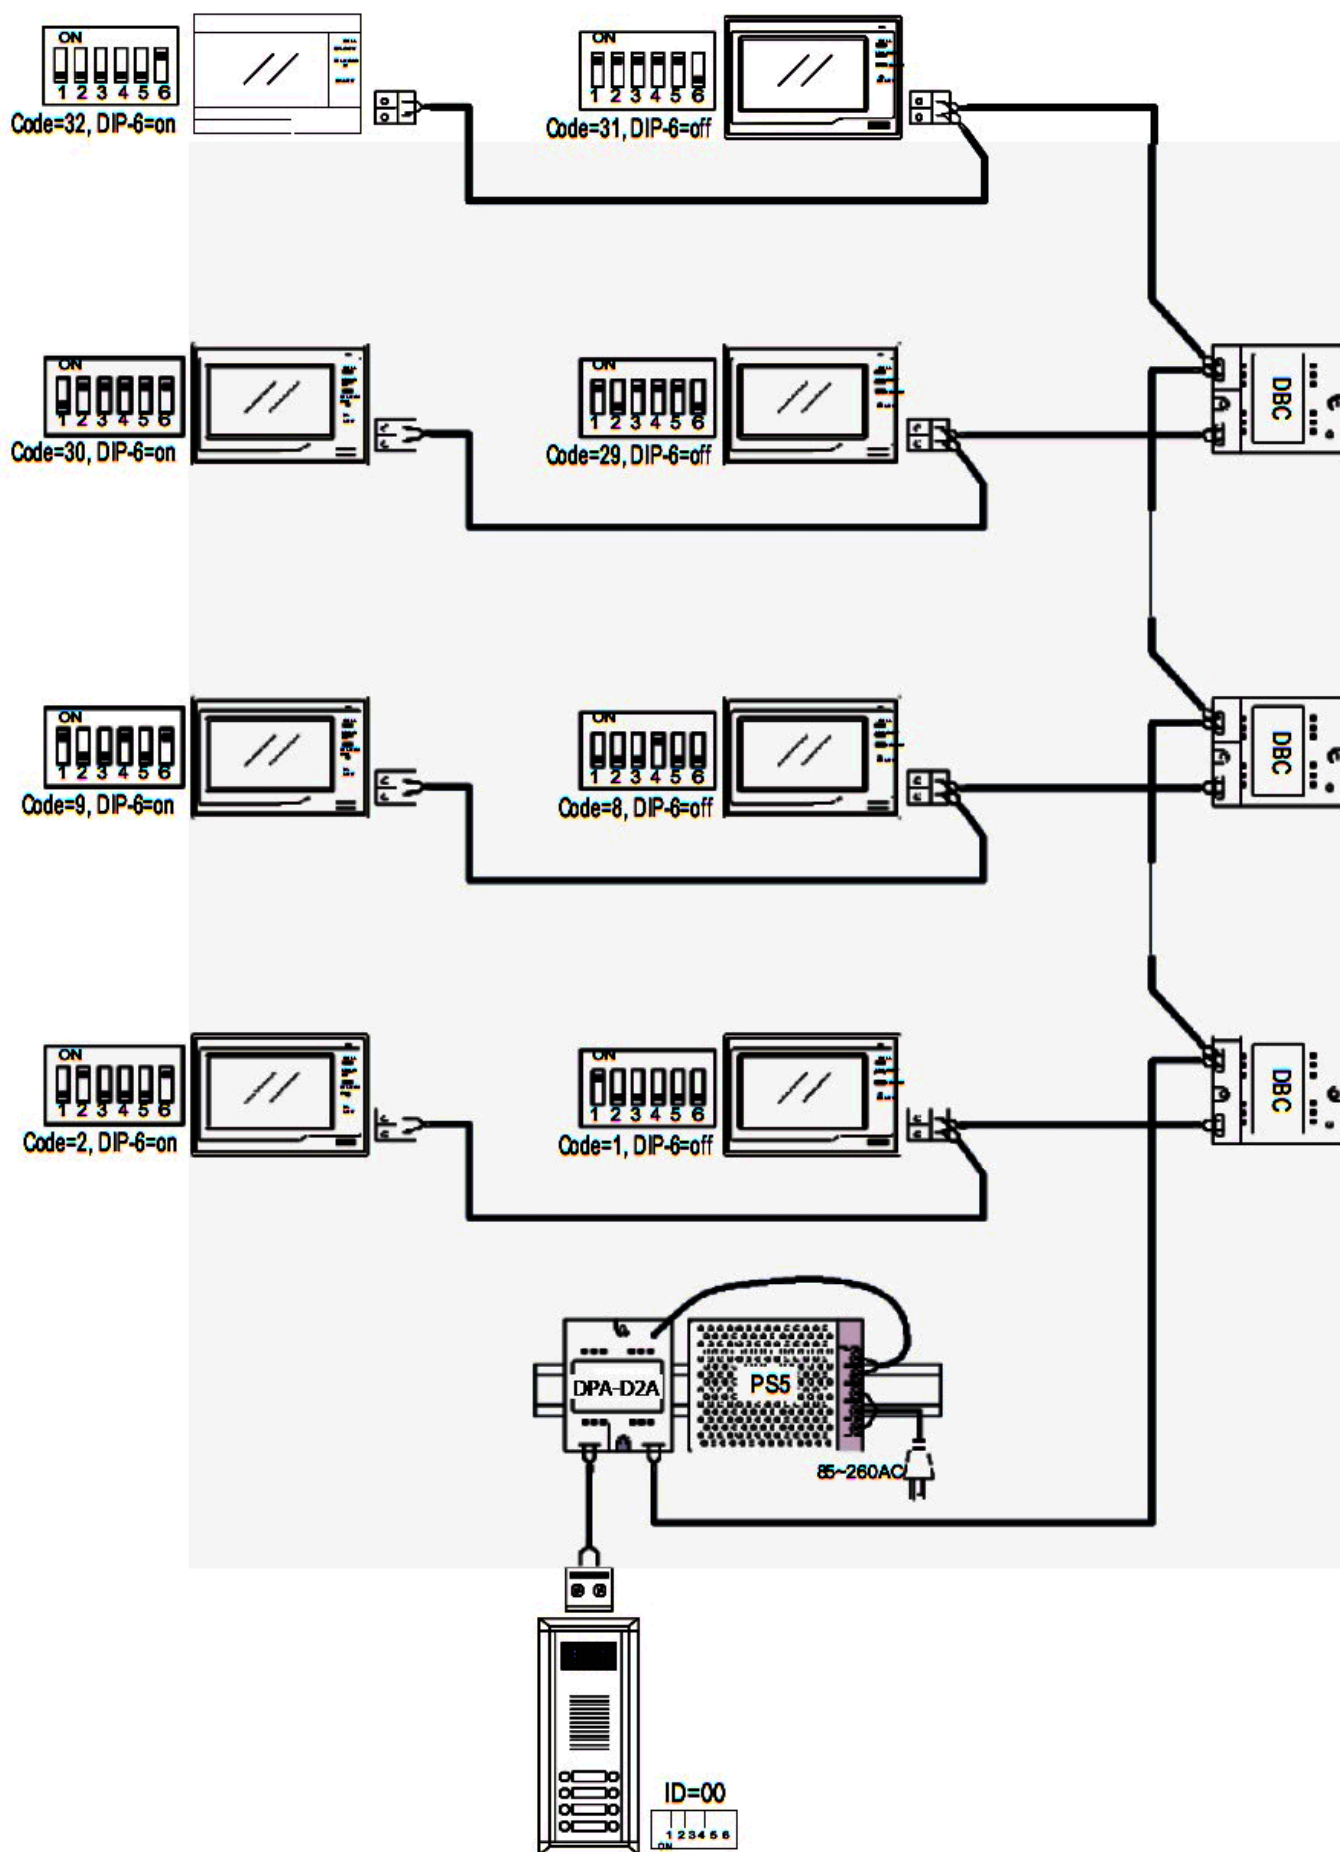 ON
1 2 3 4 5 6
Code=32, DIP-6=on
ON
1 2 3 4 5 6
Code=31, DIP-6=off
ON
1 2 3 4 5 6
Code=30, DIP-6=on
ON
1 2 3 4 5 6
Code=29, DIP-6=off
DBC
ON
1 2 3 4 5 6
Code=9, DIP-6=on
ON
1 2 3 4 5 6
Code=8, DIP-6=off
DBC
ON
1 2 3 4 5 6
Code=2, DIP-6=on
ON
1 2 3 4 5 6
Code=1, DIP-6=off
DBC
DPA-D2A
PS5
85~260AC
ID=00
1 2 3 4 5 6
ON